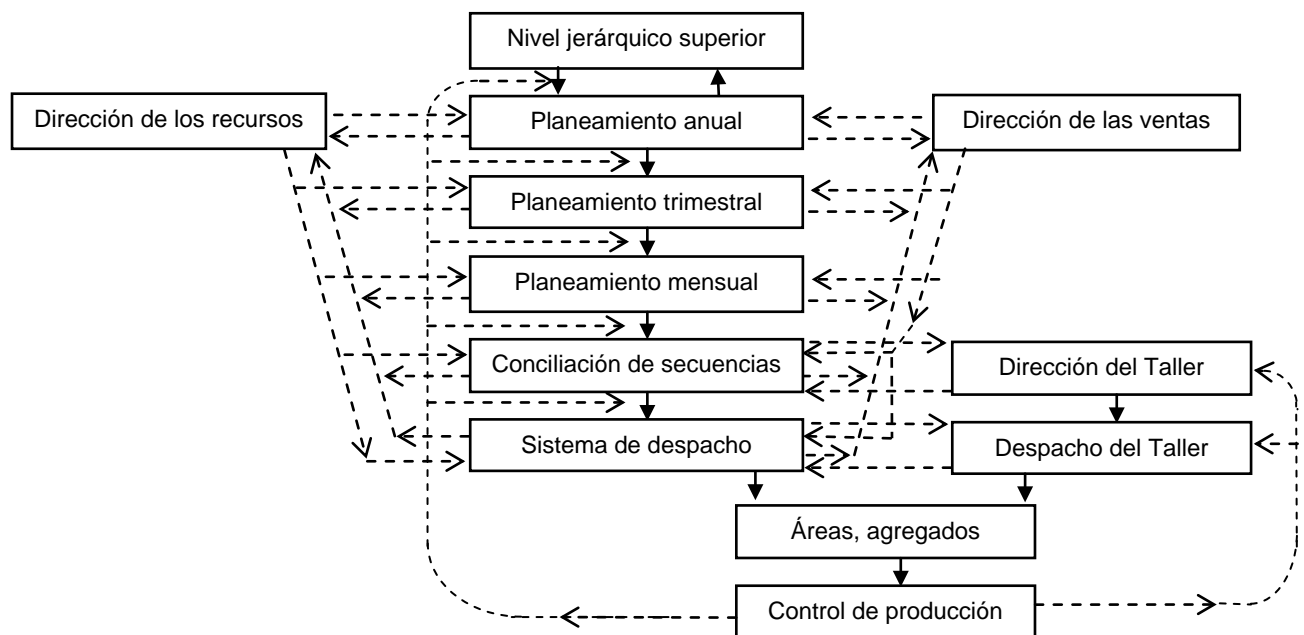 Nivel jerárquico superior
Dirección de los recursos
Planeamiento anual
Dirección de las ventas
Planeamiento trimestral
Planeamiento mensual
Conciliación de secuencias
Dirección del Taller
Sistema de despacho
Despacho del Taller
Áreas, agregados
Control de producción